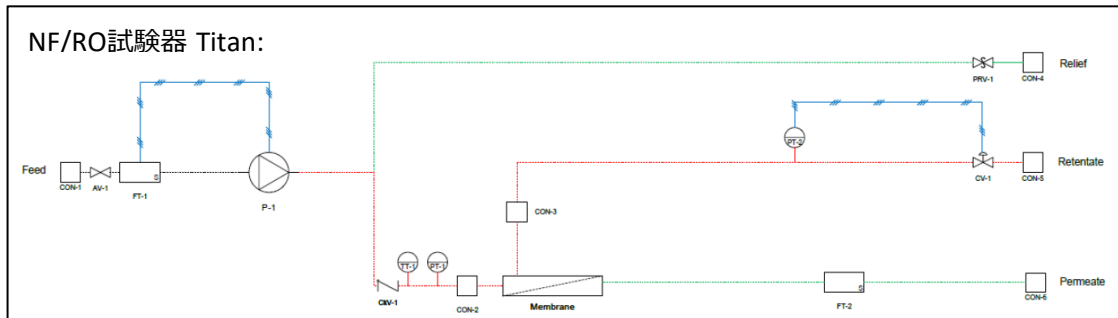 NF/RO試験器 Titan:
PRV-1
CON-4
Relief
PT-2
Feed
CON-1
AV-1
FT-1
S
P-1
CV-1
CON-5
Retentate
CON-3
TT-1
PT-1
CKV-1
CON-2
Membrane
FT-2
S
CON-6
Permeate